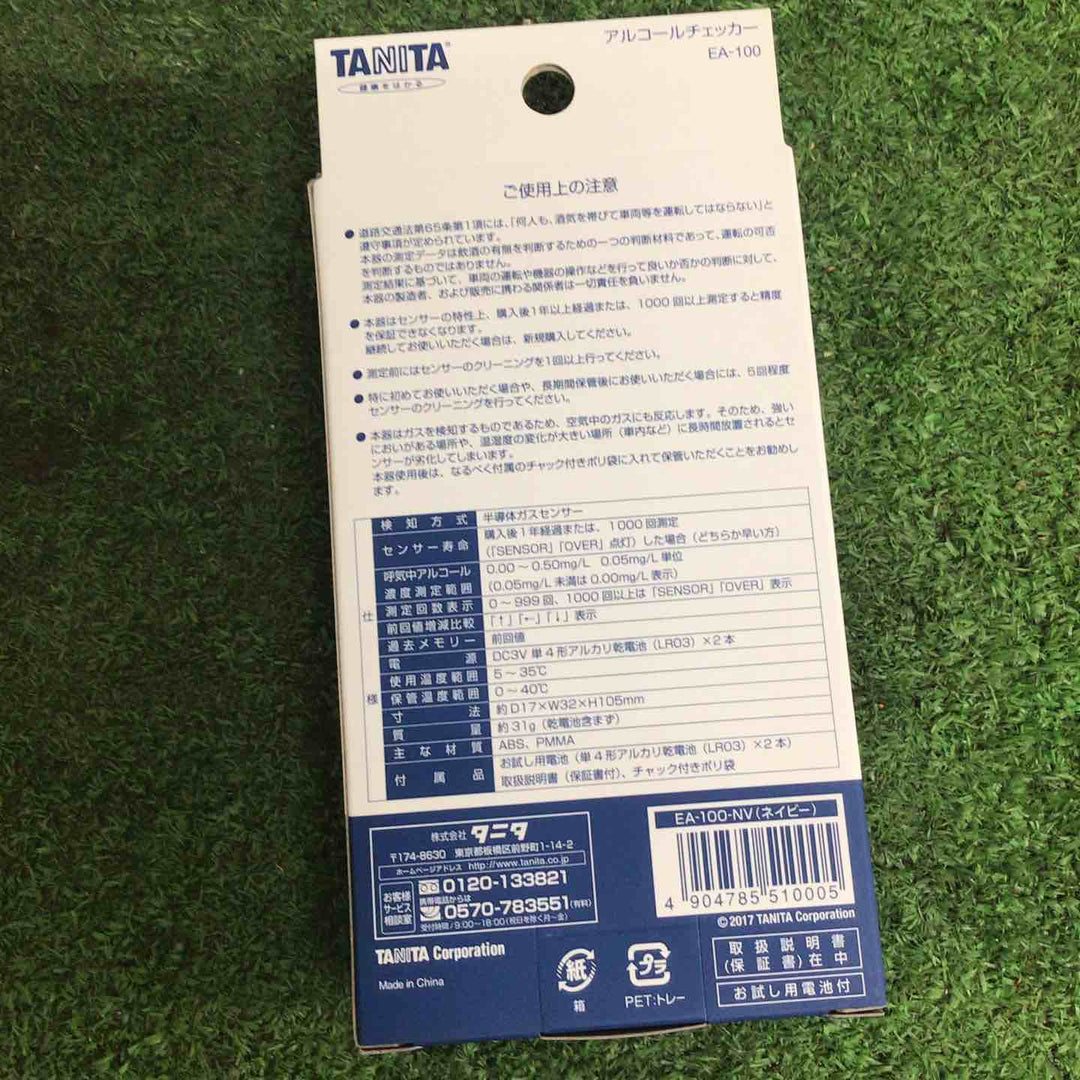 TANITA®
健康をはかる
アルコールチェッカー
EA-100
ご使用上の注意
● 道路交通法第65条第1項には、「何人も、酒気を帯びて車両等を運転してはならない」と
遵守事項が定められています。
本器の測定データは飲酒の有無を判断するための一つの判断材料であって、運転の可否
を判断するものではありません。
測定結果に基づいて、車両の運転や機器の操作などを行って良いか否かの判断に対して、
本器の製造者、および販売に携わる関係者は一切責任を負いません。
● 本器はセンサーの特性上、購入後1年以上経過または、1000回以上測定すると精度
を保証できなくなります。
継続してお使いいただく場合は、新規購入してください。
● 測定前にはセンサーのクリーニングを1回以上行ってください。
● 特に初めてお使いいただく場合や、長期間保管後にお使いいただく場合には、5回程度
センサーのクリーニングを行ってください。
● 本器はガスを検知するものであるため、空気中のガスにも反応します。そのため、強い
においがある場所や、温湿度の変化が大きい場所（車内など）に長時間放置されるとセ
ンサーが劣化してしまいます。
本器使用後は、なるべく付属のチャック付きポリ袋に入れて保管いただくことをお勧めし
ます。
仕様
検知方式 半導体ガスセンサー
センサー寿命 購入後1年経過または、1000回測定
（「SENSOR」「OVER」点灯）した場合（どちらか早い方）
呼気中アルコール 0.00～0.50mg/L 0.05mg/L単位
濃度測定範囲 (0.05mg/L未満は0.00mg/L表示)
測定回数表示 0～999回、1000回以上は「SENSOR」「OVER」表示
前回値増減比較 「↑」「←」「↓」表示
過去メモリー 前回値
電源 DC3V 単4形アルカリ乾電池（LR03）×2本
使用温度範囲 5～35℃
保管温度範囲 0～40℃
寸法 約D17×W32×H105mm
質量 約31g（乾電池含まず）
主な材質 ABS、PMMA
付属品 お試し用電池（単4形アルカリ乾電池（LR03）×2本）
取扱説明書（保証書付）、チャック付きポリ袋
株式会社 タニタ
〒174-8630 東京都板橋区前野町1-14-2
ホームページアドレス http://www.tanita.co.jp
お客様
サービス
相談室
0120-133821
携帯電話からは
0570-783551(有料)
受付時間/9:00～18:00(祝日を除く月～金)
TANITA Corporation
Made in China
EA-100-NV(ネイビー)
4 904785 510005
©2017 TANITA Corporation
紙
箱
プラ
PET:トレー
取扱説明書
(保証書)在中
お試し用電池付